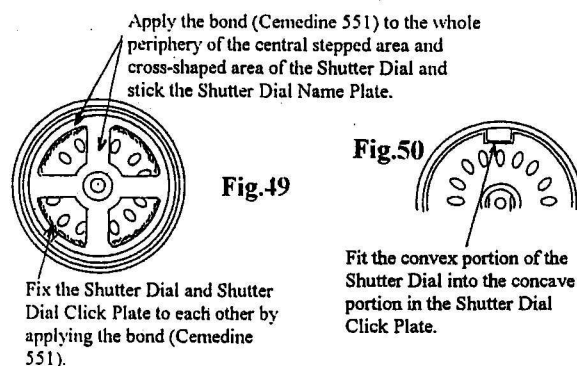 Apply the bond (Cemedine 551) to the whole
periphery of the central stepped area and
cross-shaped area of the Shutter Dial and
stick the Shutter Dial Name Plate.
Fig.49
Fix the Shutter Dial and Shutter
Dial Click Plate to each other by
applying the bond (Cemedine
551).
Fig.50
Fit the convex portion of the
Shutter Dial into the concave
portion in the Shutter Dial
Click Plate.